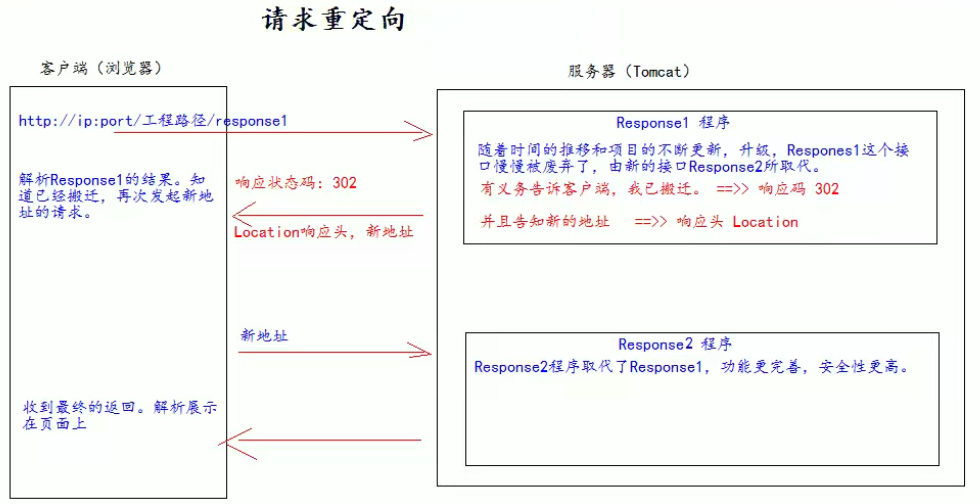 请求重定向
客户端（浏览器）
服务器（Tomcat）
http://ip:port/工程路径/response1
解析Response1的结果。知
道已经搬迁，再次发起新地
址的请求。
响应状态码：302
Location响应头，新地址
Response1 程序
随着时间的推移和项目的不断更新，升级，Respones1这个接
口慢慢被废弃了，由新的接口Response2所取代。
有义务告诉客户端，我已搬迁。 ==>> 响应码 302
并且告知新的地址 ==>> 响应头 Location
新地址
Response2 程序
Response2程序取代了Response1，功能更完善，安全性更高。
收到最终的返回。解析展示
在页面上